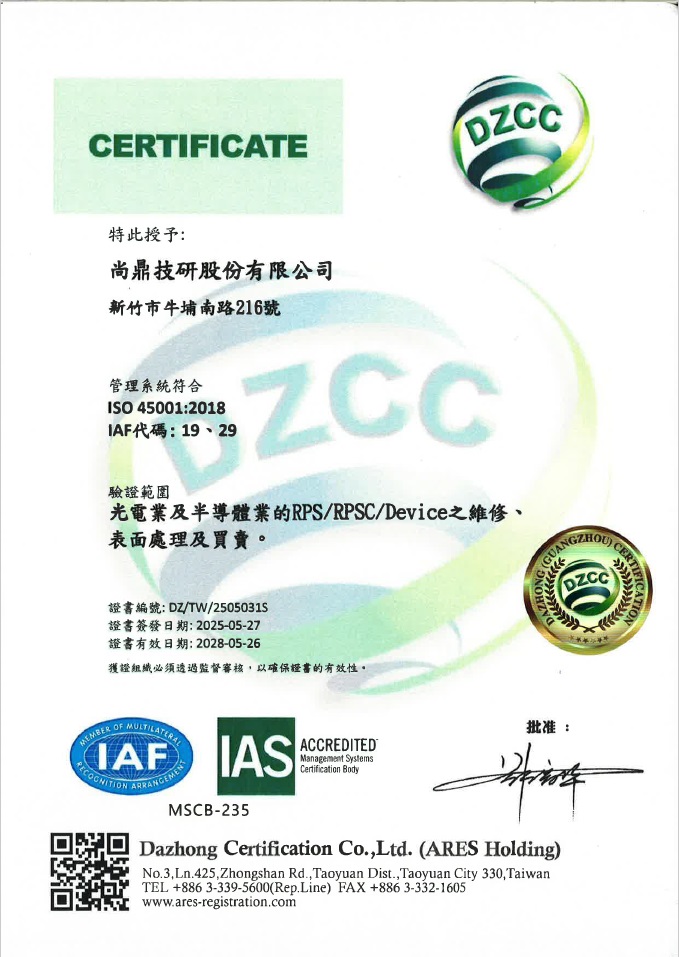 CERTIFICATE
DZCC
特此授予:
尚鼎技研股份有限公司
新竹市牛埔南路216號
DZCC
管理系統符合
ISO 45001:2018
IAF代碼: 19、29
驗證範圍
光電業及半導體業的RPS/RPSC/Device之維修、
表面處理及買賣。
DAZHONG (GUANGZHOU) CERTIFICATION
DZCC
證書編號: DZ/TW/2505031S
證書簽發日期: 2025-05-27
證書有效日期: 2028-05-26
獲證組織必須透過監督審核，以確保證書的有效性。
MEMBER OF MULTILATERAL
IAF
RECOGNITION ARRANGEMENT
IAS
ACCREDITED
Management Systems
Certification Body
批准：
MSCB-235
Dazhong Certification Co.,Ltd. (ARES Holding)
No.3,Ln.425,Zhongshan Rd.,Taoyuan Dist.,Taoyuan City 330,Taiwan
TEL +886 3-339-5600(Rep.Line) FAX +886 3-332-1605
www.ares-registration.com